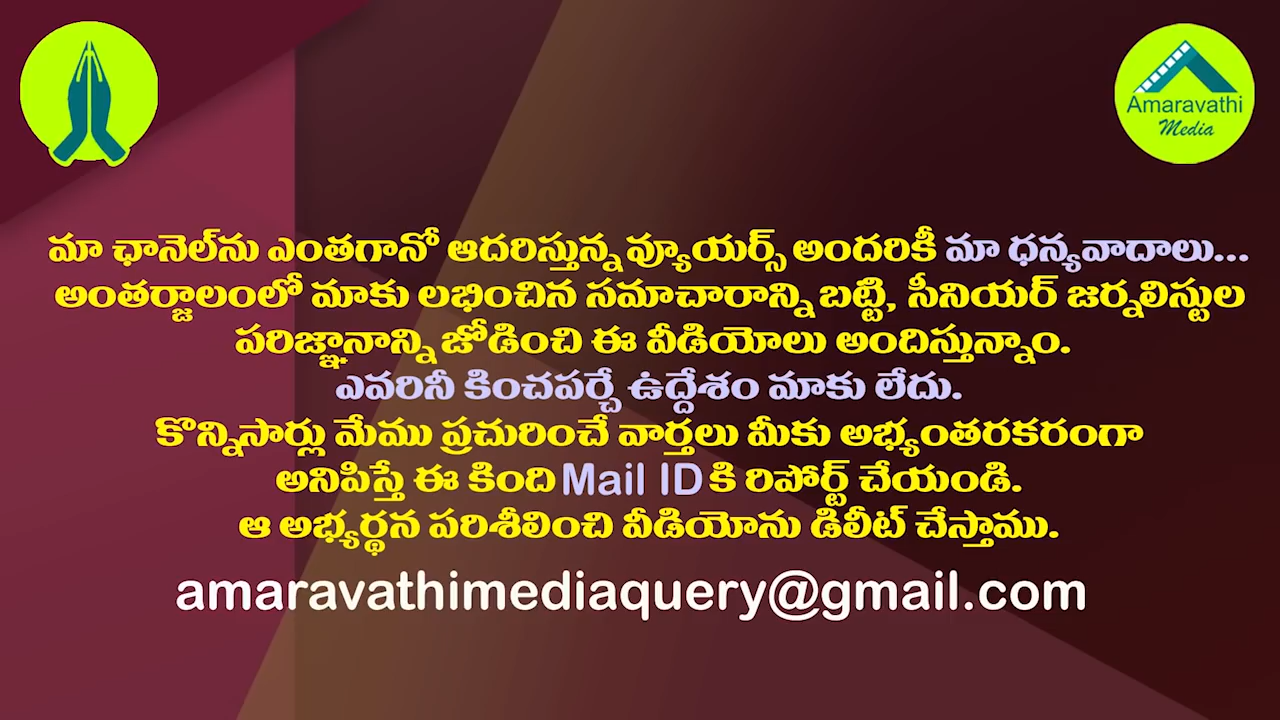 Amaravathi
Media
మా ఛానెల్‌ను ఎంతగానో ఆదరిస్తున్న వ్యూయర్స్ అందరికీ మా ధన్యవాదాలు...
అంతర్జాలంలో మాకు లభించిన సమాచారాన్ని బట్టి, సీనియర్ జర్నలిస్టుల
పరిజ్ఞానాన్ని జోడించి ఈ వీడియోలు అందిస్తున్నాం.
ఎవరినీ కించపర్చే ఉద్దేశం మాకు లేదు.
కొన్నిసార్లు మేము ప్రచురించే వార్తలు మీకు అభ్యంతరకరంగా
అనిపిస్తే ఈ కింది Mail ID కి రిపోర్ట్ చేయండి.
ఆ అభ్యర్థన పరిశీలించి వీడియోను డిలీట్ చేస్తాము.
amaravathimediaquery@gmail.com